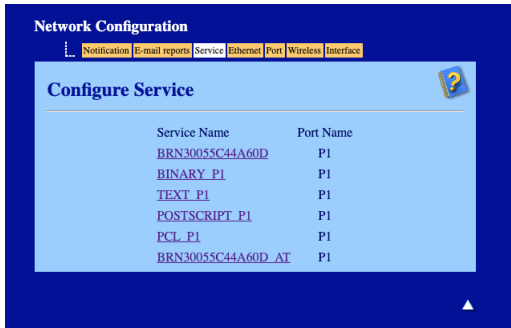 Network Configuration
Notification E-mail reports Service Ethernet Port Wireless Interface
Configure Service
?
Service Name Port Name
BRN30055C44A60D P1
BINARY_P1 P1
TEXT_P1 P1
POSTSCRIPT_P1 P1
PCL_P1 P1
BRN30055C44A60D_AT P1